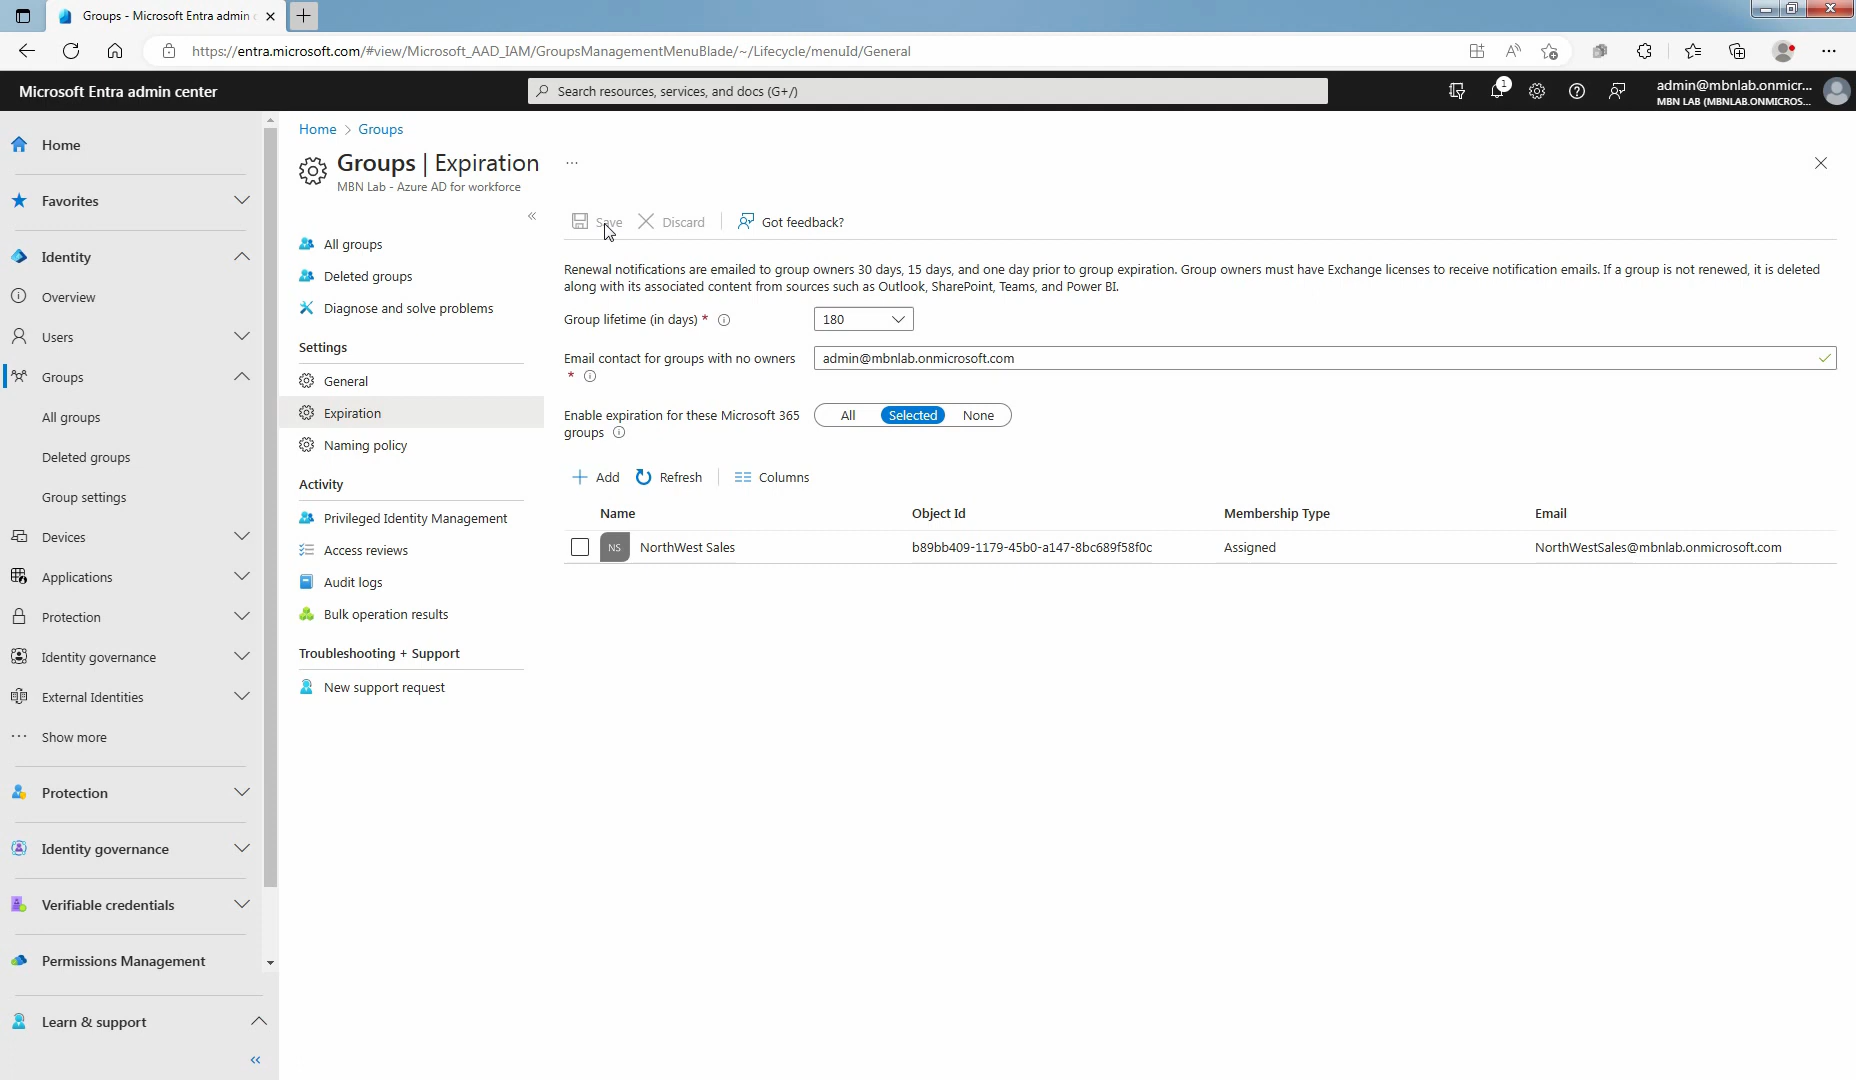 Groups - Microsoft Entra admin c
https://entra.microsoft.com/#view/Microsoft_AAD_IAM/GroupsManagementMenuBlade/~/Lifecycle/menuId/General
Microsoft Entra admin center
Search resources, services, and docs (G+/)
1
admin@mbnlab.onmicr...
MBN LAB (MBNLAB.ONMICROS...
Home
Favorites
Identity
Overview
Users
Groups
All groups
Deleted groups
Group settings
Devices
Applications
Protection
Identity governance
External Identities
Show more
Protection
Identity governance
Verifiable credentials
Permissions Management
Learn & support
Home > Groups
Groups | Expiration
MBN Lab - Azure AD for workforce
All groups
Deleted groups
Diagnose and solve problems
Settings
General
Expiration
Naming policy
Activity
Privileged Identity Management
Access reviews
Audit logs
Bulk operation results
Troubleshooting + Support
New support request
Save Discard Got feedback?
Renewal notifications are emailed to group owners 30 days, 15 days, and one day prior to group expiration. Group owners must have Exchange licenses to receive notification emails. If a group is not renewed, it is deleted
along with its associated content from sources such as Outlook, SharePoint, Teams, and Power BI.
Group lifetime (in days) * 180
Email contact for groups with no owners admin@mbnlab.onmicrosoft.com
*
Enable expiration for these Microsoft 365 All Selected None
groups
Add Refresh Columns
Name Object Id Membership Type Email
NS NorthWest Sales b89bb409-1179-45b0-a147-8bc689f58f0c Assigned NorthWestSales@mbnlab.onmicrosoft.com